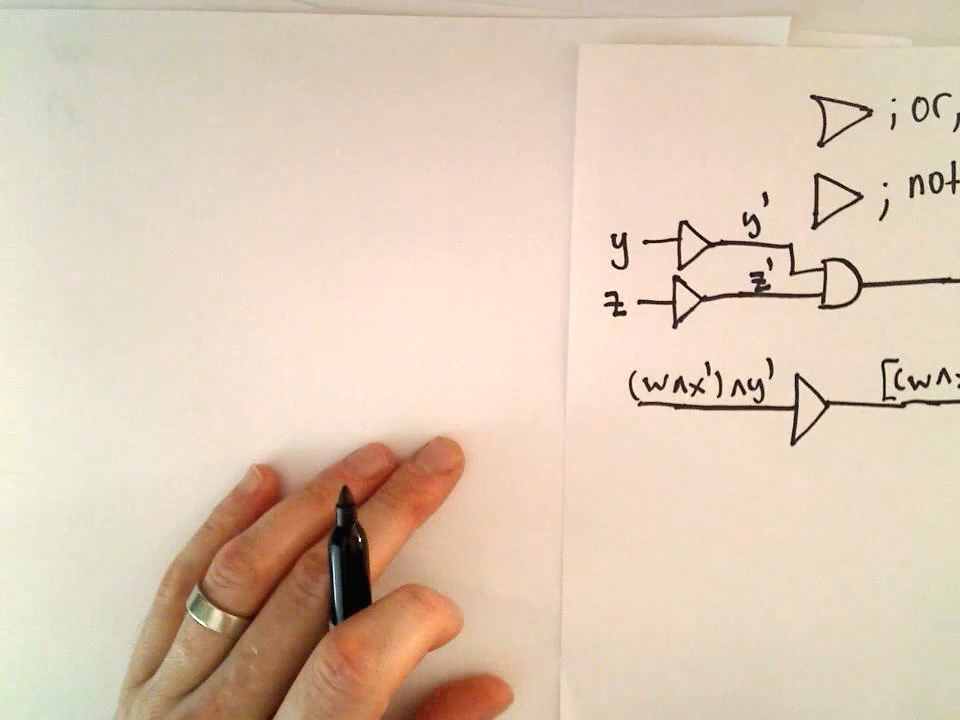 ; or,
; not
y y'
z z'
(w∧x')∧y' [(w∧x